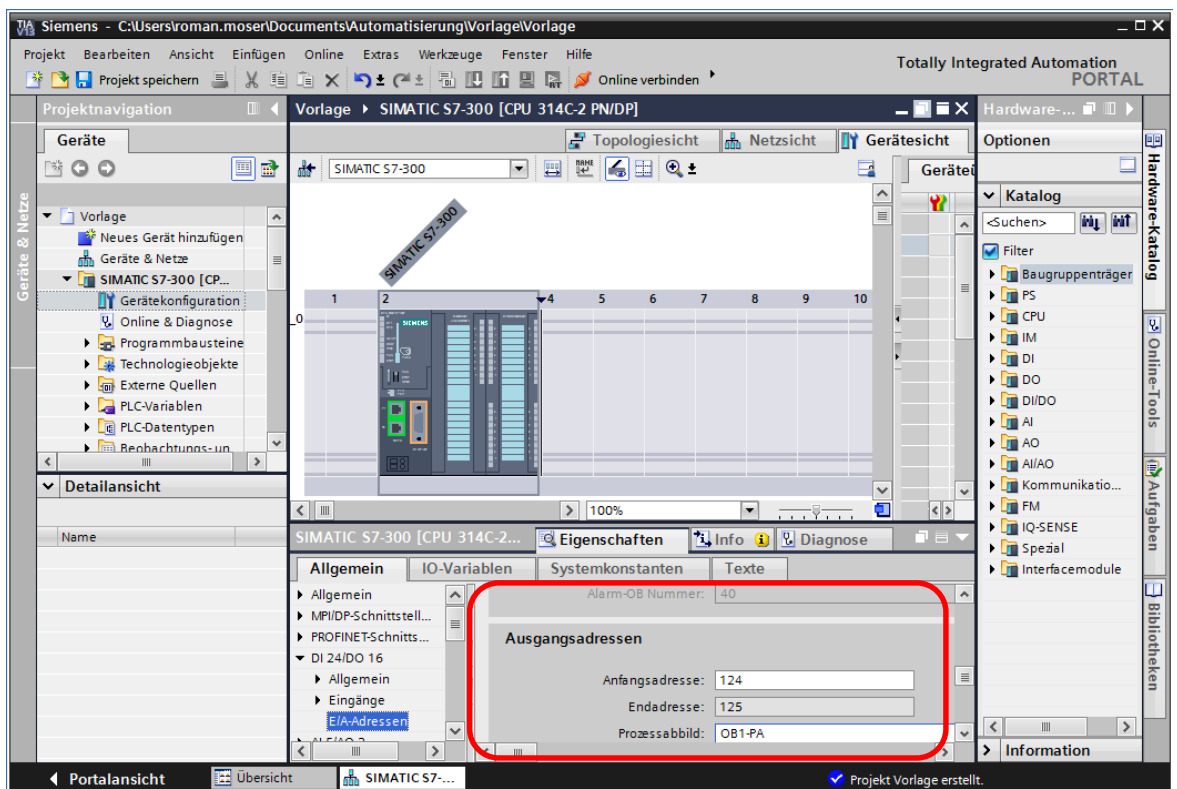 Siemens - C:\Users\roman.moser\Documents\Automatisierung\Vorlage\Vorlage
Projekt Bearbeiten Ansicht Einfügen Online Extras Werkzeuge Fenster Hilfe
Totally Integrated Automation
PORTAL
Projekt speichern
Online verbinden
Projektnavigation
Geräte
Geräte & Netze
Vorlage
Neues Gerät hinzufügen
Geräte & Netze
SIMATIC S7-300 [CP...
Gerätekonfiguration
Online & Diagnose
Programmbausteine
Technologieobjekte
Externe Quellen
PLC-Variablen
PLC-Datentypen
Beobachtungs- un...
Detailansicht
Name
Vorlage SIMATIC S7-300 [CPU 314C-2 PN/DP]
Topologiesicht Netzsicht Gerätesicht
SIMATIC S7-300
Geräteü
SIMATIC S7-300
1 2 4 5 6 7 8 9 10
_0
SIEMENS
100%
SIMATIC S7-300 [CPU 314C-2... Eigenschaften Info Diagnose
Allgemein IO-Variablen Systemkonstanten Texte
Allgemein
MPI/DP-Schnittstell...
PROFINET-Schnitts...
DI 24/DO 16
Allgemein
Eingänge
E/A-Adressen
Alarm-OB Nummer: 40
Ausgangsadressen
Anfangsadresse: 124
Endadresse: 125
Prozessabbild: OB1-PA
Hardware-...
Optionen
Katalog
<Suchen>
Filter
Baugruppenträger
PS
CPU
IM
DI
DO
DI/DO
AI
AO
AI/AO
Kommunikatio...
FM
IQ-SENSE
Spezial
Interfacemodule
Information
Hardware-Katalog
Online-Tools
Aufgaben
Bibliotheken
Portalansicht Übersicht SIMATIC S7-... Projekt Vorlage erstellt.